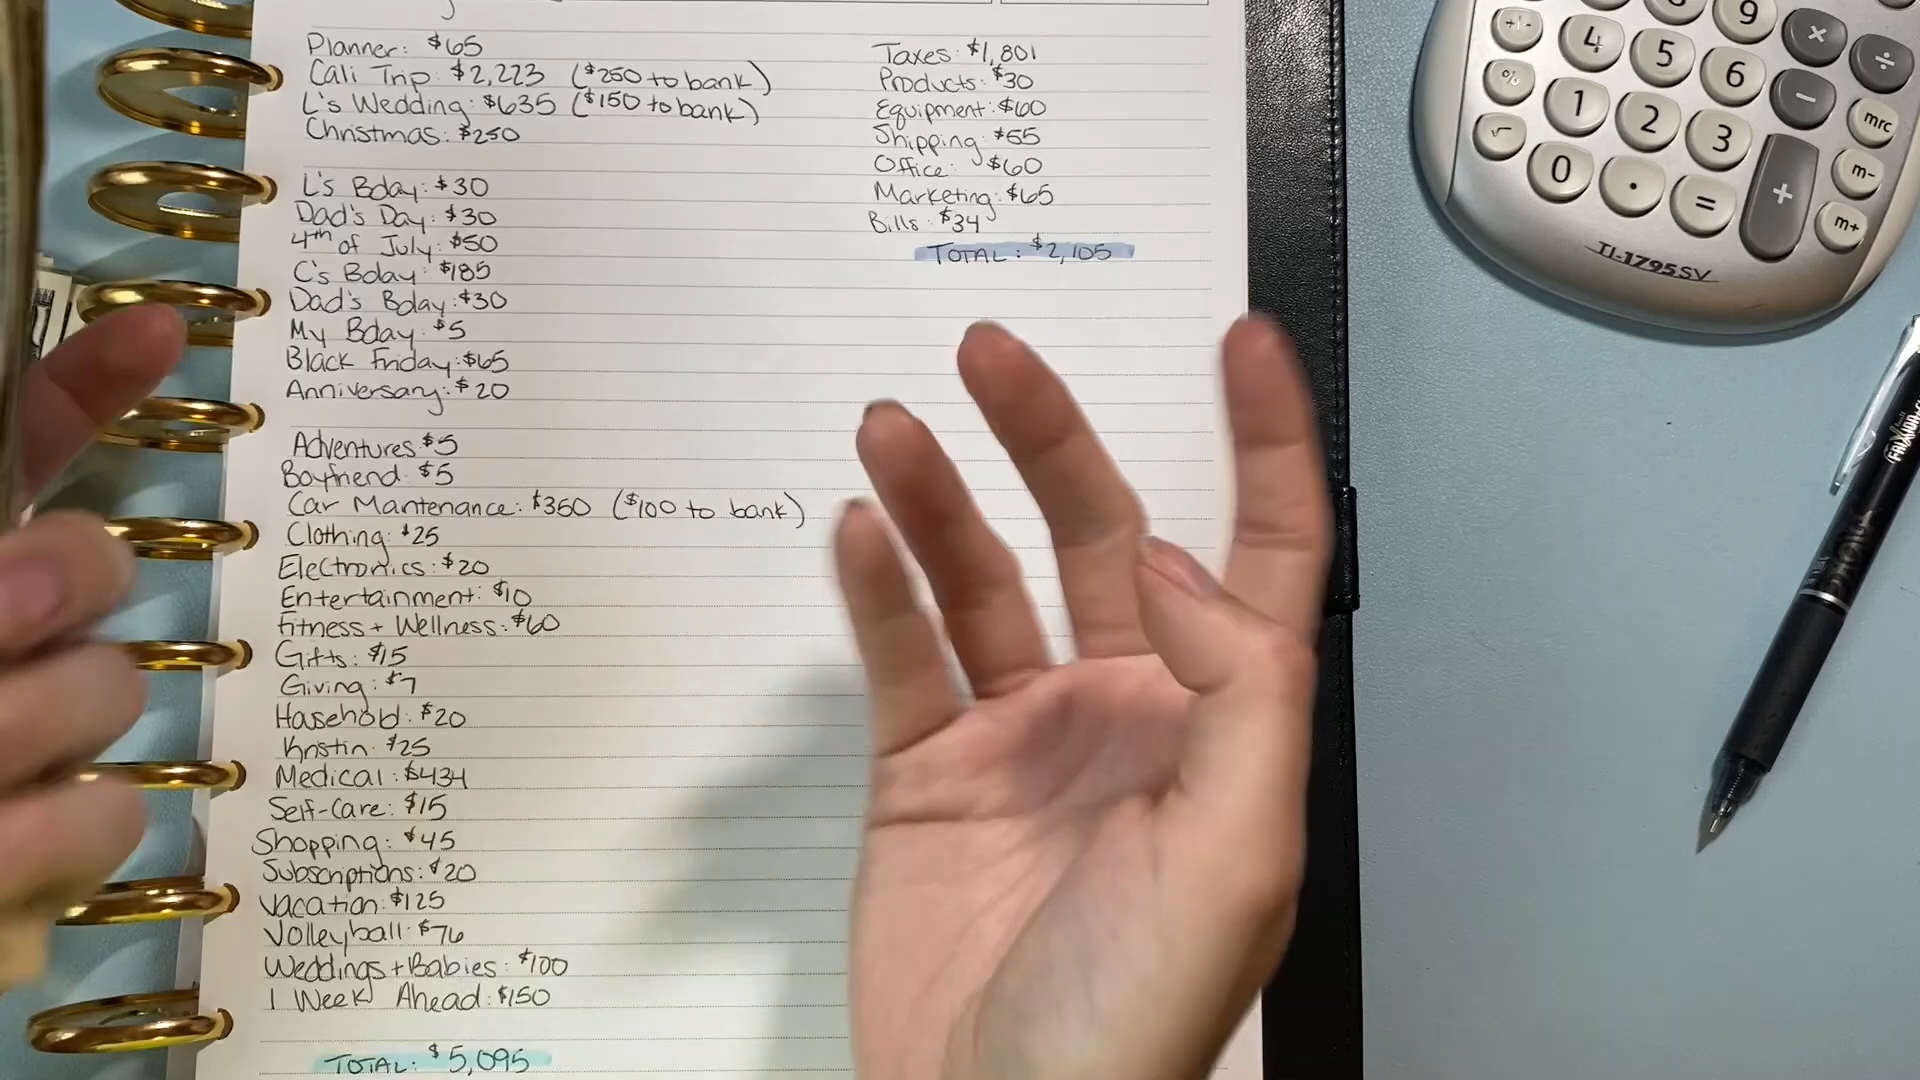 Planner: $65
Cali Trip: $2,223 ($250 to bank)
L's Wedding: $635 ($150 to bank)
Christmas: $250
L's Bday: $30
Dad's Day: $30
4th of July: $50
C's Bday: $185
Dad's Bday: $30
My Bday: $5
Black Friday: $65
Anniversary: $20
Adventures $5
Boyfriend: $5
Car Mantenance: $350 ($100 to bank)
Clothing: $25
Electronics: $20
Entertainment: $10
Fitness + Wellness: $60
Gifts: $15
Giving: $7
Household: $20
Kristin: $25
Medical: $434
Self-Care: $15
Shopping: $45
Subscriptions: $20
Vacation: $125
Volleyball: $76
Weddings + Babies: $100
1 Week Ahead: $150
TOTAL: $5,095
Taxes: $1,801
Products: $30
Equipment: $60
Shipping: $55
Office: $60
Marketing: $65
Bills: $34
TOTAL: $2,105
9 × ÷
+/- 4 5 6 −
% 1 2 3 mrc
√ 0 . = + m-
m+
TI-1795 SV
FRIXION
PILOT